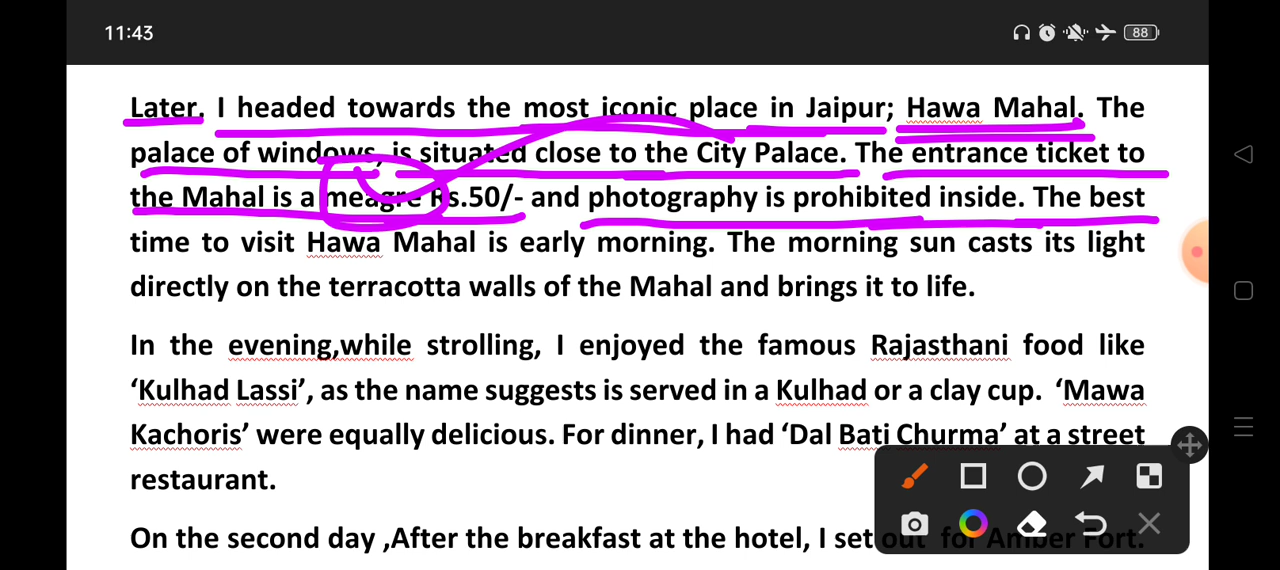 11:43
88
Later. I headed towards the most iconic place in Jaipur; Hawa Mahal. The
palace of windows, is situated close to the City Palace. The entrance ticket to
the Mahal is a meagre Rs.50/- and photography is prohibited inside. The best
time to visit Hawa Mahal is early morning. The morning sun casts its light
directly on the terracotta walls of the Mahal and brings it to life.
In the evening,while strolling, I enjoyed the famous Rajasthani food like
‘Kulhad Lassi’, as the name suggests is served in a Kulhad or a clay cup. ‘Mawa
Kachoris’ were equally delicious. For dinner, I had ‘Dal Bati Churma’ at a street
restaurant.
On the second day ,After the breakfast at the hotel, I set out for Amber Fort.